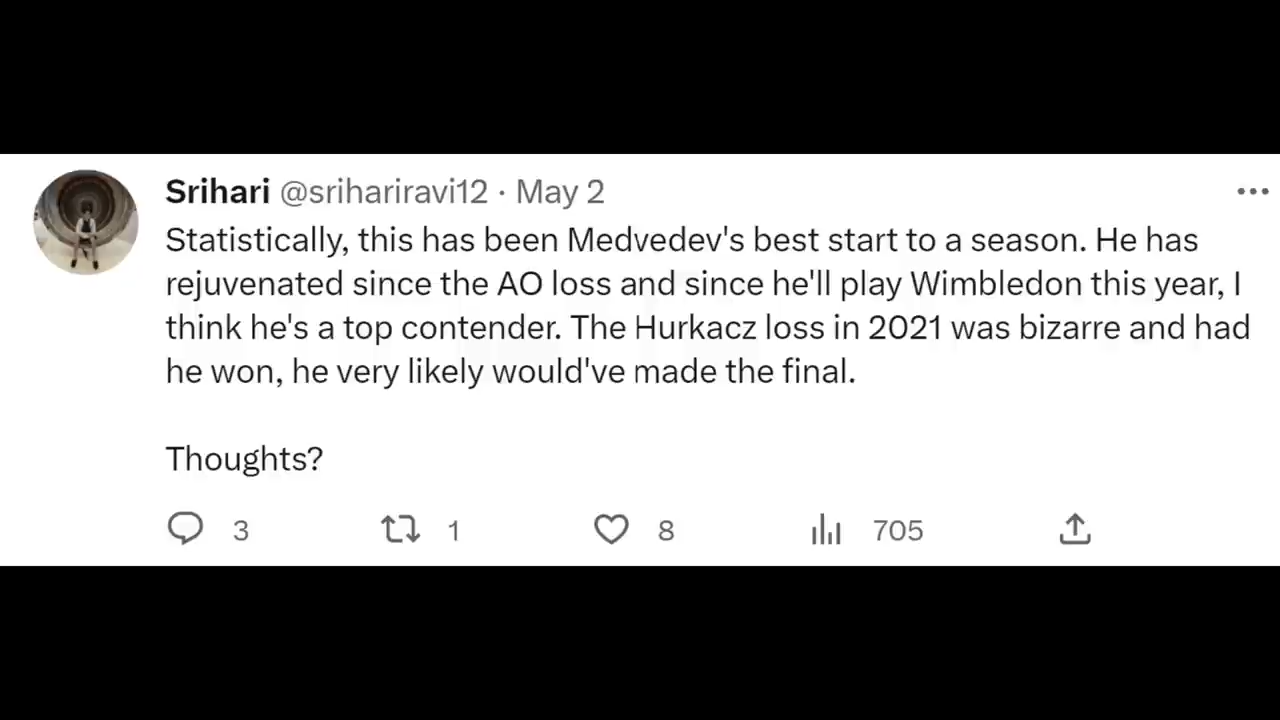 Srihari @srihariravi12 · May 2
Statistically, this has been Medvedev's best start to a season. He has
rejuvenated since the AO loss and since he'll play Wimbledon this year, I
think he's a top contender. The Hurkacz loss in 2021 was bizarre and had
he won, he very likely would've made the final.
Thoughts?
3 1 8 705